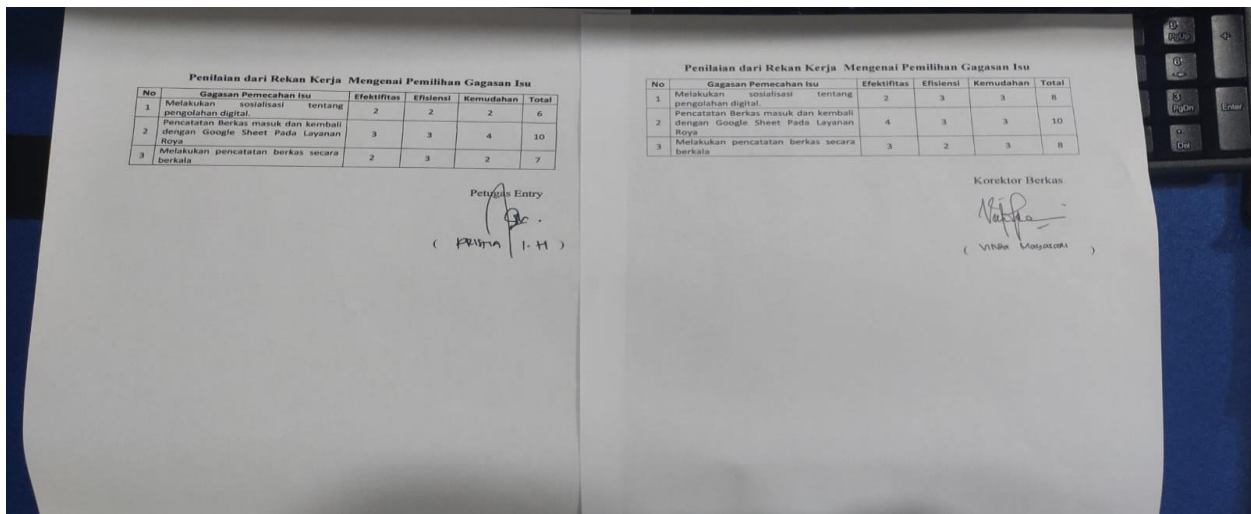 Penilaian dari Rekan Kerja Mengenai Pemilihan Gagasan Isu
No Gagasan Pemecahan Isu Efektifitas Efisiensi Kemudahan Total
1 Melakukan sosialisasi tentang
pengolahan digital. 2 2 2 6
2 Pencatatan Berkas masuk dan kembali
dengan Google Sheet Pada Layanan
Roya 3 3 4 10
3 Melakukan pencatatan berkas secara
berkala 2 3 2 7
Petugas Entry
( KRISTIA I. H )
Penilaian dari Rekan Kerja Mengenai Pemilihan Gagasan Isu
No Gagasan Pemecahan Isu Efektifitas Efisiensi Kemudahan Total
1 Melakukan sosialisasi tentang
pengolahan digital. 2 3 3 8
2 Pencatatan Berkas masuk dan kembali
dengan Google Sheet Pada Layanan
Roya 4 3 3 10
3 Melakukan pencatatan berkas secara
berkala 3 2 3 8
Korektor Berkas
( Mayasari )
9
PgUp
6
3
PgDn
Enter
Del